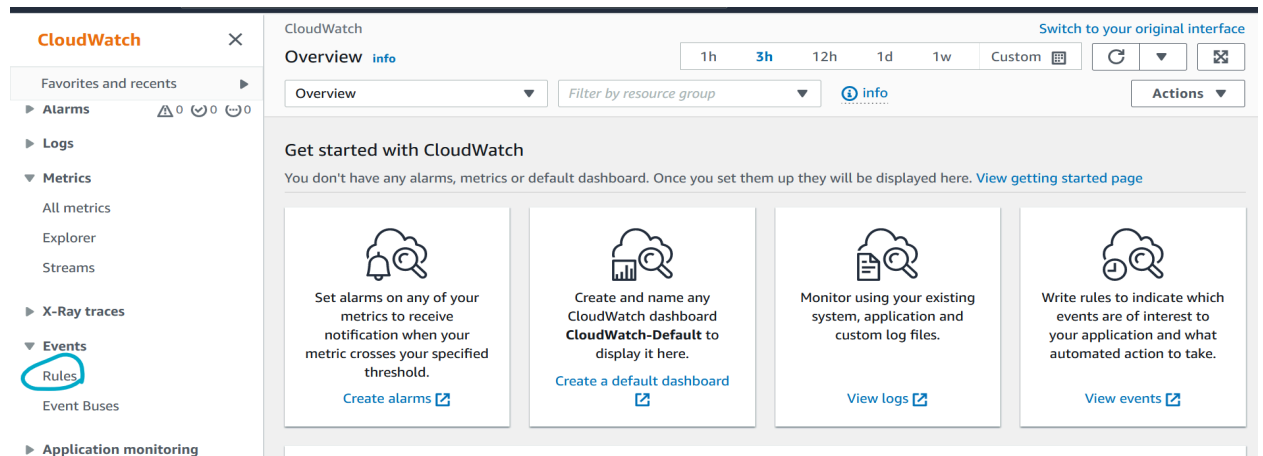 CloudWatch
Favorites and recents
Alarms 0 0 0
Logs
Metrics
All metrics
Explorer
Streams
X-Ray traces
Events
Rules
Event Buses
Application monitoring
CloudWatch
Switch to your original interface
Overview info
1h 3h 12h 1d 1w Custom
Overview
Filter by resource group
info
Actions
Get started with CloudWatch
You don't have any alarms, metrics or default dashboard. Once you set them up they will be displayed here. View getting started page
Set alarms on any of your
metrics to receive
notification when your
metric crosses your specified
threshold.
Create alarms
Create and name any
CloudWatch dashboard
CloudWatch-Default to
display it here.
Create a default dashboard
Monitor using your existing
system, application and
custom log files.
View logs
Write rules to indicate which
events are of interest to
your application and what
automated action to take.
View events